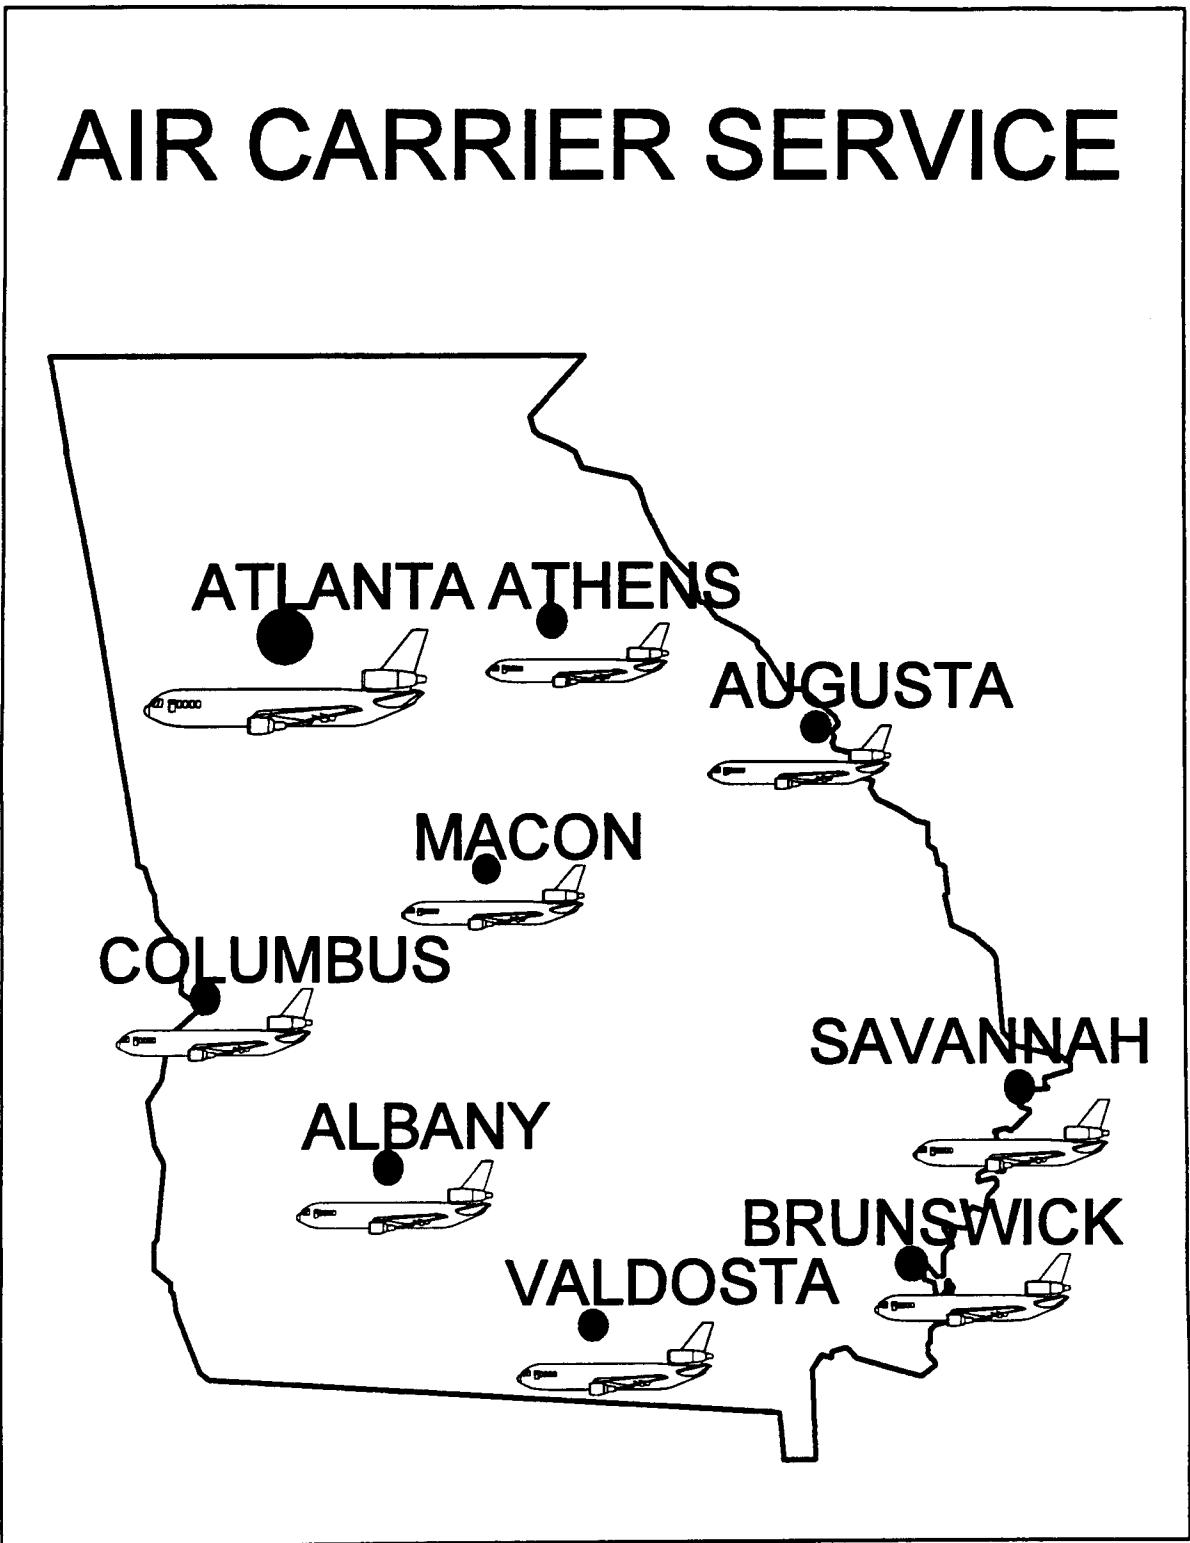 AIR CARRIER SERVICE
ATLANTA ATHENS
AUGUSTA
MACON
COLUMBUS
SAVANNAH
ALBANY
BRUNSWICK
VALDOSTA